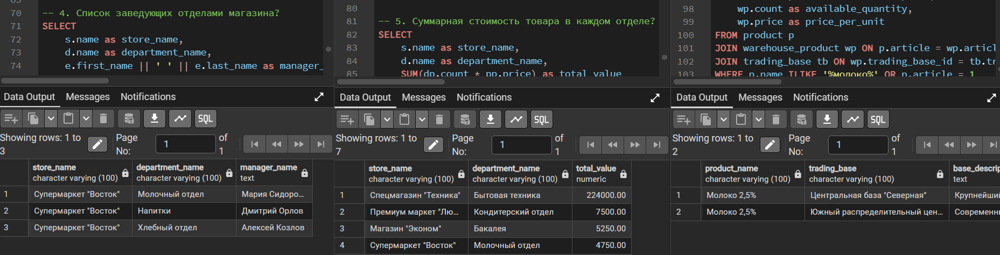 69
70 -- 4. Список заведующих отделами магазина?
71 SELECT
72 s.name as store_name,
73 d.name as department_name,
74 e.first_name || ' ' || e.last_name as manager_
Data Output Messages Notifications
SQL
Showing rows: 1 to 3
Page No: 1 of 1
store_name character varying (100) department_name character varying (100) manager_name text
1 Супермаркет "Восток" Молочный отдел Мария Сидоро...
2 Супермаркет "Восток" Напитки Дмитрий Орлов
3 Супермаркет "Восток" Хлебный отдел Алексей Козлов
80
81 -- 5. Суммарная стоимость товара в каждом отделе?
82 SELECT
83 s.name as store_name,
84 d.name as department_name,
85 SUM(dp.count * pp.price) as total_value
Data Output Messages Notifications
SQL
Showing rows: 1 to 7
Page No: 1 of 1
store_name character varying (100) department_name character varying (100) total_value numeric
1 Спецмагазин "Техника" Бытовая техника 224000.00
2 Премиум маркет "Лю... Кондитерский отдел 7500.00
3 Магазин "Эконом" Бакалея 5250.00
4 Супермаркет "Восток" Молочный отдел 4750.00
98 wp.count as available_quantity,
99 wp.price as price_per_unit
100 FROM product p
101 JOIN warehouse_product wp ON p.article = wp.articl
102 JOIN trading_base tb ON wp.trading_base_id = tb.tr
103 WHERE p.name ILIKE '%молоко%' OR p.article = 1
Data Output Messages Notifications
SQL
Showing rows: 1 to 2
Page No: 1 of 1
product_name character varying (100) trading_base character varying (100) base_descrip text
1 Молоко 2,5% Центральная база "Северная" Крупнейший
2 Молоко 2,5% Южный распределительный цен... Современны